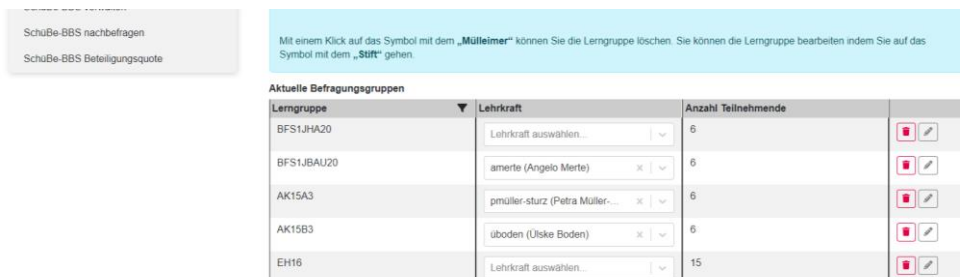 SchüBe-BBS nachbefragen
SchüBe-BBS Beteiligungsquote
Mit einem Klick auf das Symbol mit dem „Mülleimer“ können Sie die Lerngruppe löschen. Sie können die Lerngruppe bearbeiten indem Sie auf das
Symbol mit dem „Stift“ gehen.
Aktuelle Befragungsgruppen
Lerngruppe Lehrkraft Anzahl Teilnehmende
BFS1JHA20 Lehrkraft auswählen... 6
BFS1JBAU20 amerte (Angelo Merte) 6
AK15A3 pmüller-sturz (Petra Müller-... 6
AK15B3 üboden (Ülske Boden) 6
EH16 Lehrkraft auswählen... 15